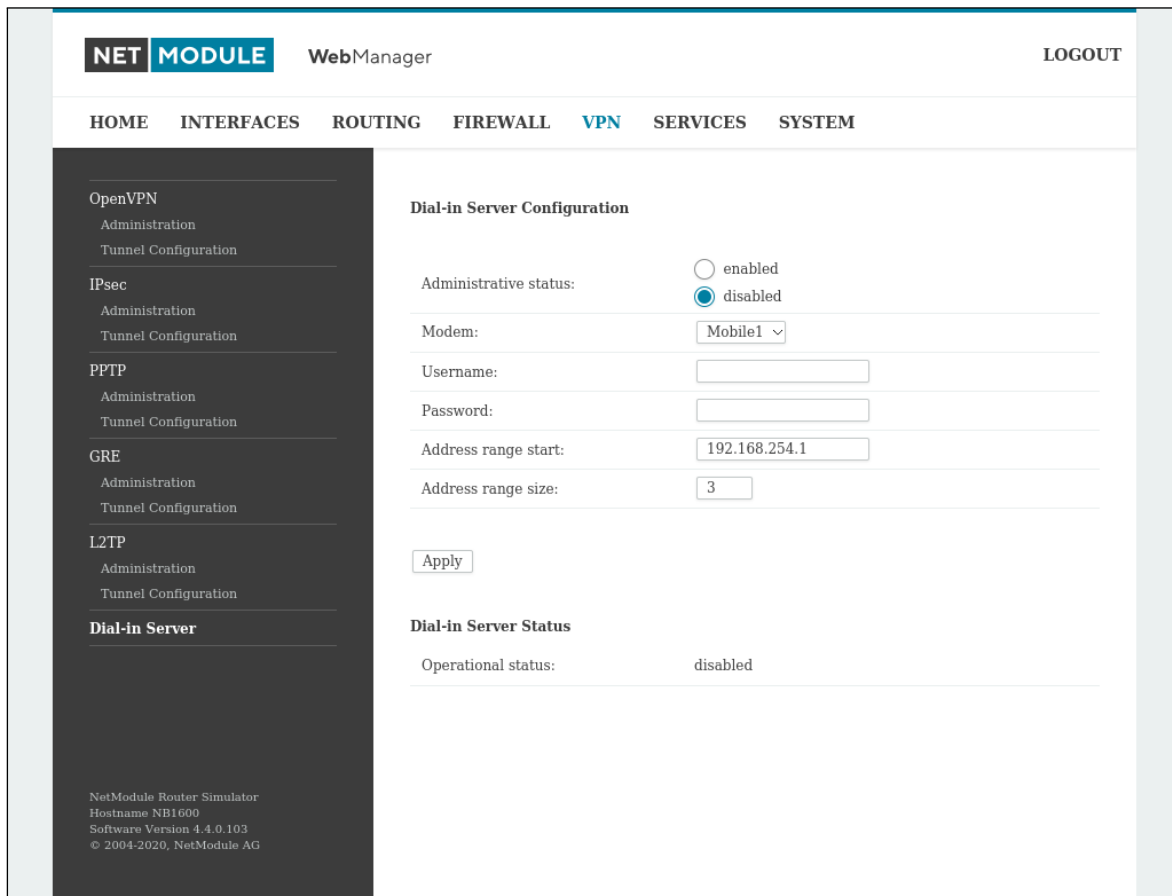 NET MODULE WebManager LOGOUT
HOME INTERFACES ROUTING FIREWALL VPN SERVICES SYSTEM
OpenVPN
Administration
Tunnel Configuration
IPsec
Administration
Tunnel Configuration
PPTP
Administration
Tunnel Configuration
GRE
Administration
Tunnel Configuration
L2TP
Administration
Tunnel Configuration
Dial-in Server
NetModule Router Simulator
Hostname NB1600
Software Version 4.4.0.103
© 2004-2020, NetModule AG
Dial-in Server Configuration
Administrative status:
enabled
disabled
Modem: Mobile1
Username:
Password:
Address range start: 192.168.254.1
Address range size: 3
Apply
Dial-in Server Status
Operational status: disabled